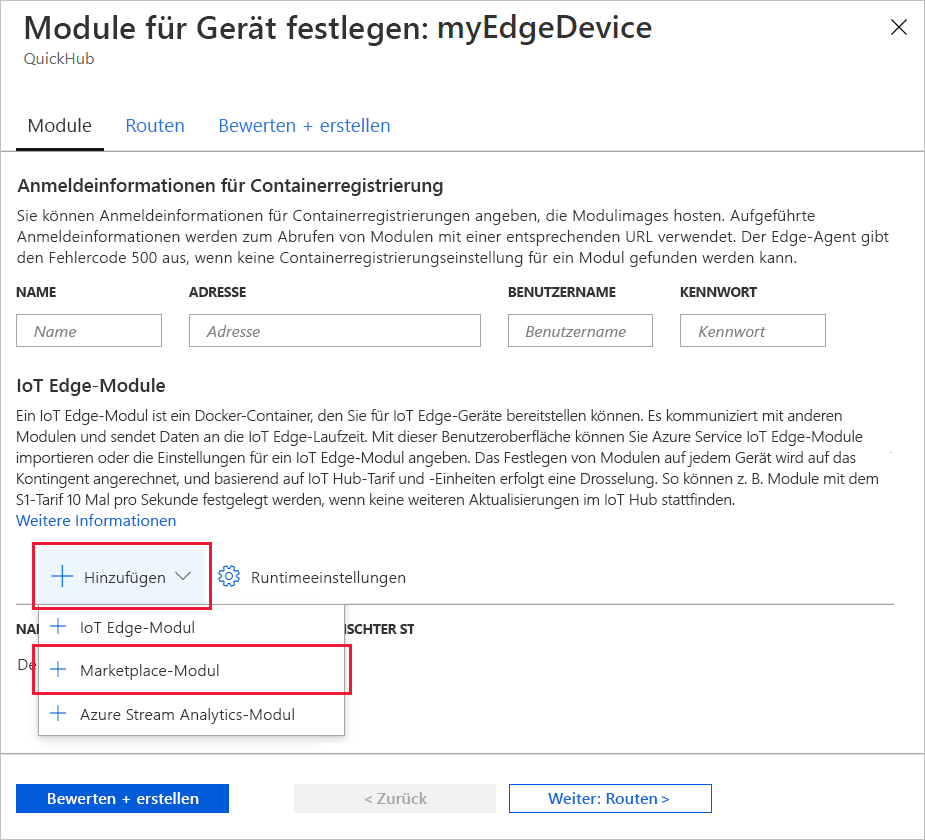 Module für Gerät festlegen: myEdgeDevice
QuickHub
Module Routen Bewerten + erstellen
Anmeldeinformationen für Containerregistrierung
Sie können Anmeldeinformationen für Containerregistrierungen angeben, die Modulimages hosten. Aufgeführte
Anmeldeinformationen werden zum Abrufen von Modulen mit einer entsprechenden URL verwendet. Der Edge-Agent gibt
den Fehlercode 500 aus, wenn keine Containerregistrierungseinstellung für ein Modul gefunden werden kann.
NAME ADRESSE BENUTZERNAME KENNWORT
Name Adresse Benutzername Kennwort
IoT Edge-Module
Ein IoT Edge-Modul ist ein Docker-Container, den Sie für IoT Edge-Geräte bereitstellen können. Es kommuniziert mit anderen
Modulen und sendet Daten an die IoT Edge-Laufzeit. Mit dieser Benutzeroberfläche können Sie Azure Service IoT Edge-Module
importieren oder die Einstellungen für ein IoT Edge-Modul angeben. Das Festlegen von Modulen auf jedem Gerät wird auf das
Kontingent angerechnet, und basierend auf IoT Hub-Tarif und -Einheiten erfolgt eine Drosselung. So können z. B. Module mit dem
S1-Tarif 10 Mal pro Sekunde festgelegt werden, wenn keine weiteren Aktualisierungen im IoT Hub stattfinden.
Weitere Informationen
Hinzufügen Runtimeeinstellungen
IoT Edge-Modul
NAI ISCHTER ST
Marketplace-Modul
De
Azure Stream Analytics-Modul
Bewerten + erstellen < Zurück Weiter: Routen >